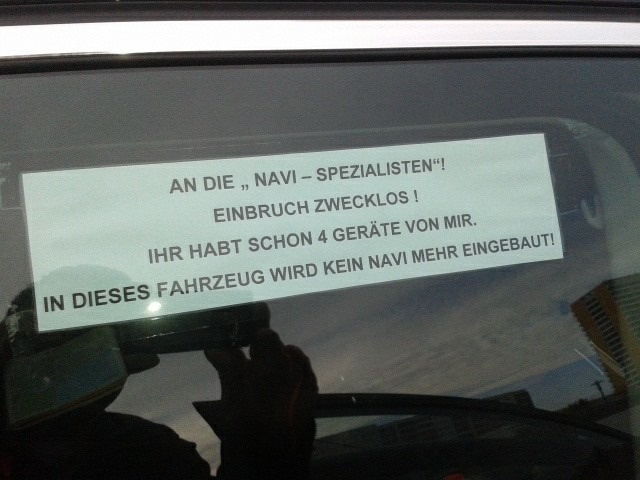 AN DIE „ NAVI – SPEZIALISTEN“!
EINBRUCH ZWECKLOS !
IHR HABT SCHON 4 GERÄTE VON MIR.
IN DIESES FAHRZEUG WIRD KEIN NAVI MEHR EINGEBAUT!